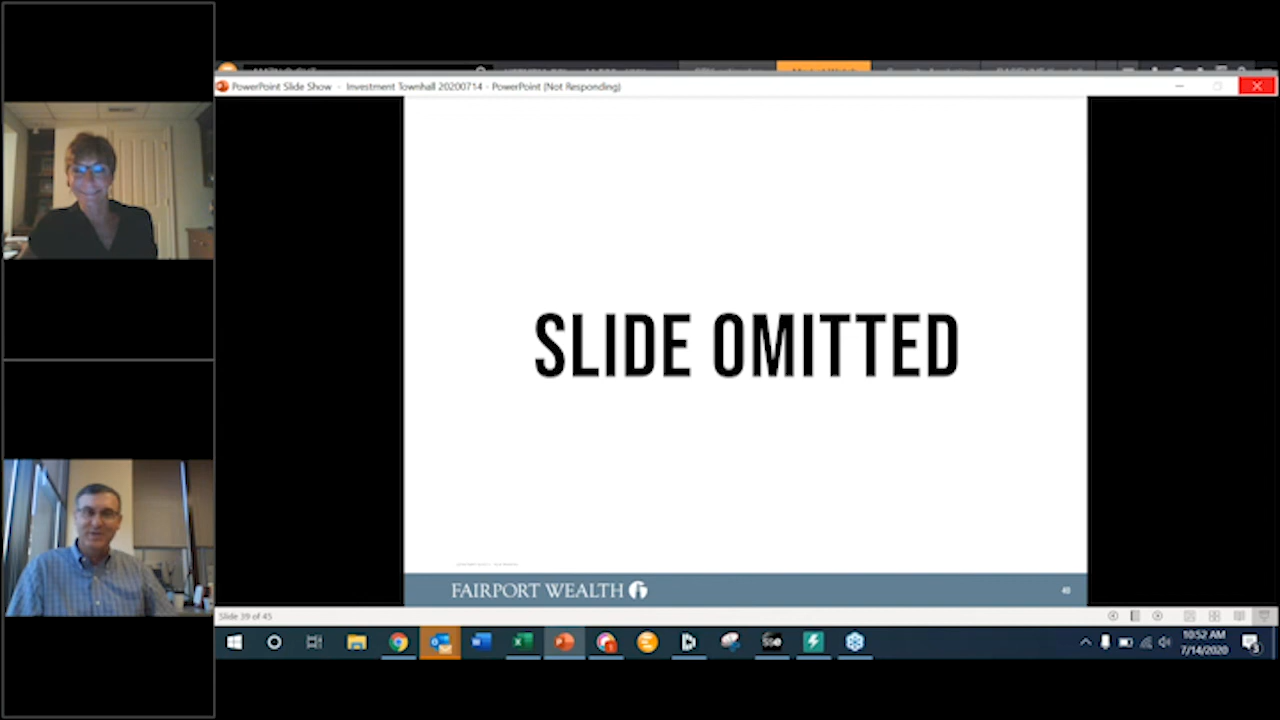 PowerPoint Slide Show - Investment Townhall 20200714 - PowerPoint (Not Responding)
SLIDE OMITTED
FAIRPORT WEALTH
40
Slide 39 of 45
10:52 AM
7/14/2020
3